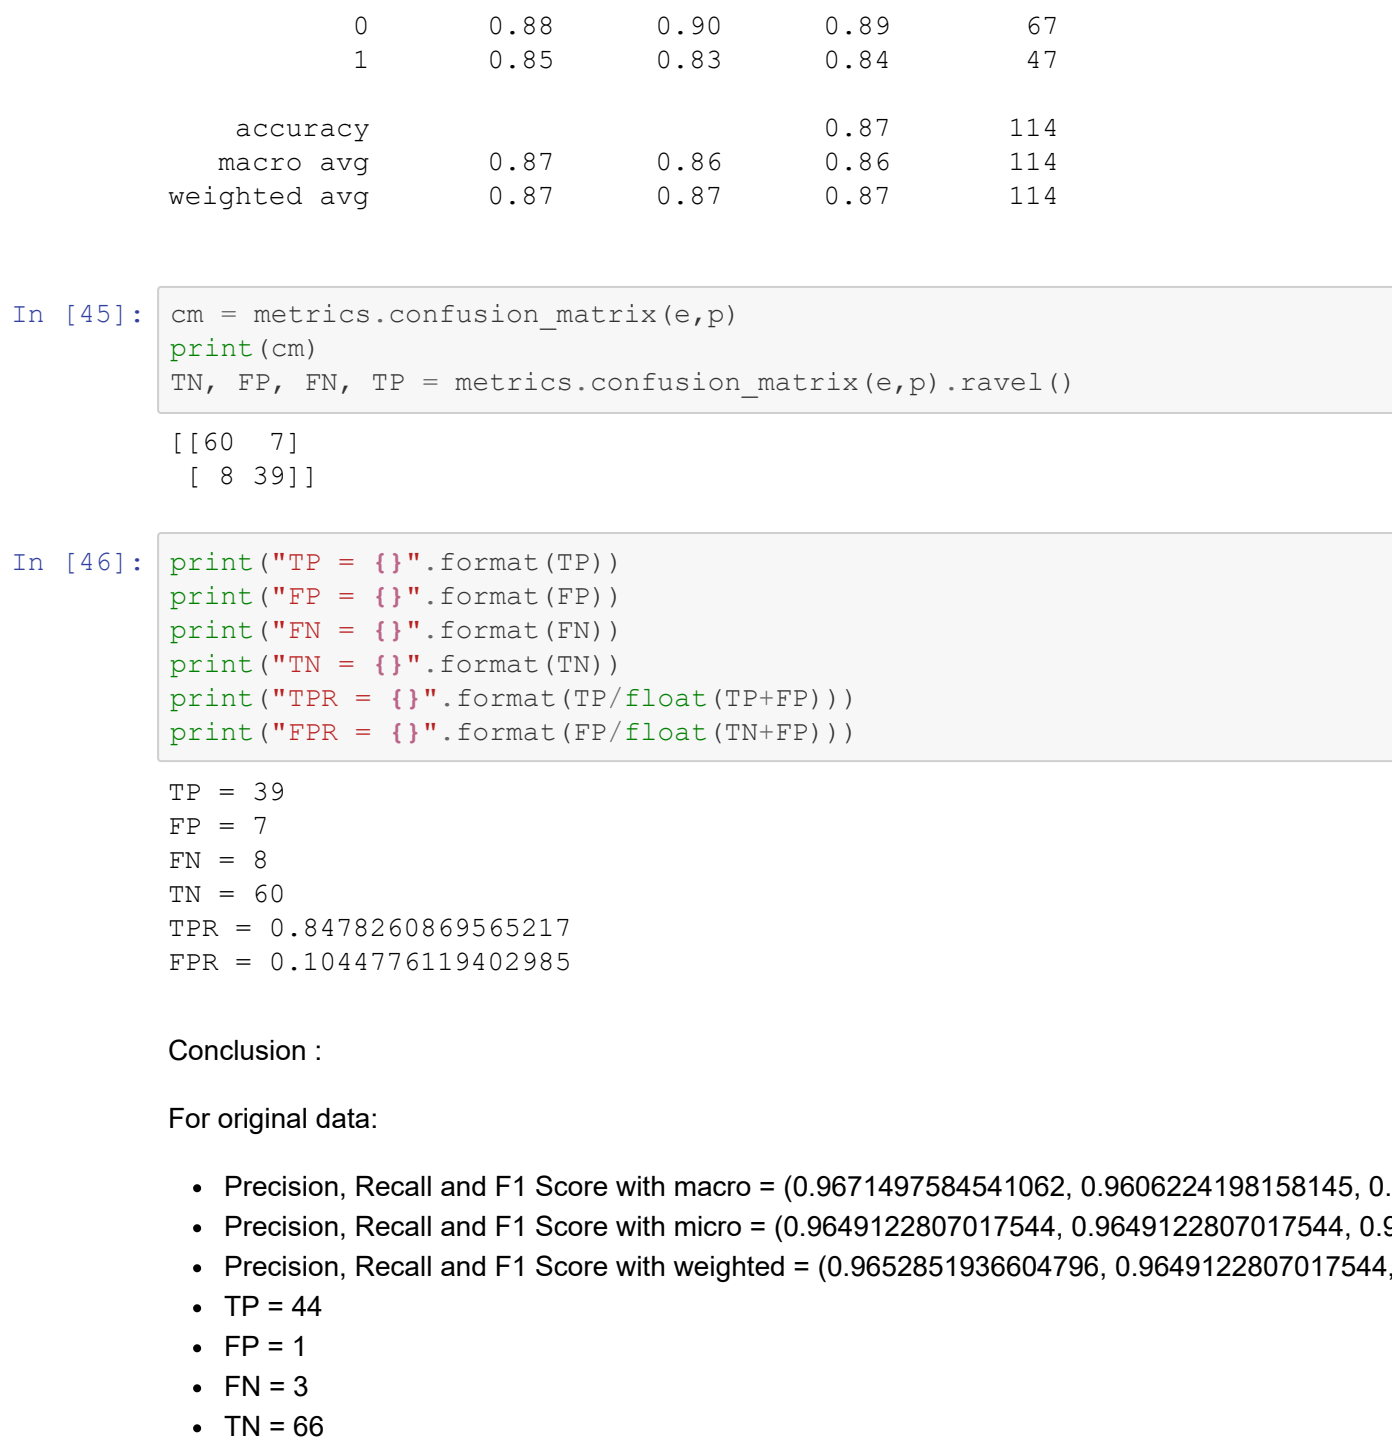 0 0.88 0.90 0.89 67
1 0.85 0.83 0.84 47
accuracy 0.87 114
macro avg 0.87 0.86 0.86 114
weighted avg 0.87 0.87 0.87 114
In [45]: cm = metrics.confusion_matrix(e,p)
print(cm)
TN, FP, FN, TP = metrics.confusion_matrix(e,p).ravel()
[[60 7]
[ 8 39]]
In [46]: print("TP = {}".format(TP))
print("FP = {}".format(FP))
print("FN = {}".format(FN))
print("TN = {}".format(TN))
print("TPR = {}".format(TP/float(TP+FP)))
print("FPR = {}".format(FP/float(TN+FP)))
TP = 39
FP = 7
FN = 8
TN = 60
TPR = 0.8478260869565217
FPR = 0.1044776119402985
Conclusion :
For original data:
• Precision, Recall and F1 Score with macro = (0.9671497584541062, 0.9606224198158145, 0.
• Precision, Recall and F1 Score with micro = (0.9649122807017544, 0.9649122807017544, 0.9
• Precision, Recall and F1 Score with weighted = (0.9652851936604796, 0.9649122807017544,
• TP = 44
• FP = 1
• FN = 3
• TN = 66